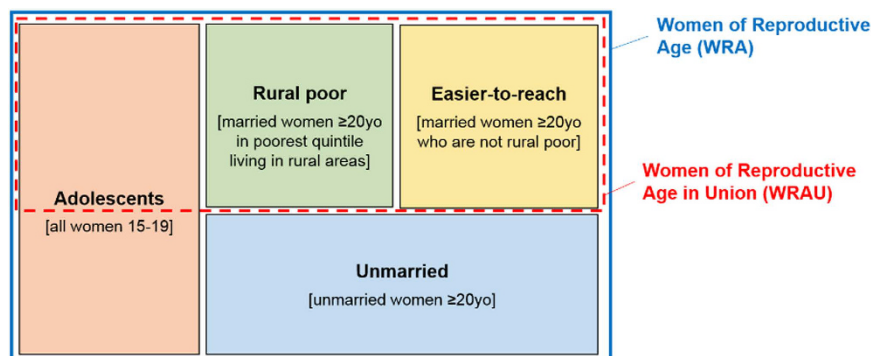 Women of Reproductive
Age (WRA)
Rural poor
[married women ≥20yo
in poorest quintile
living in rural areas]
Easier-to-reach
[married women ≥20yo
who are not rural poor]
Women of Reproductive
Age in Union (WRAU)
Adolescents
[all women 15-19]
Unmarried
[unmarried women ≥20yo]